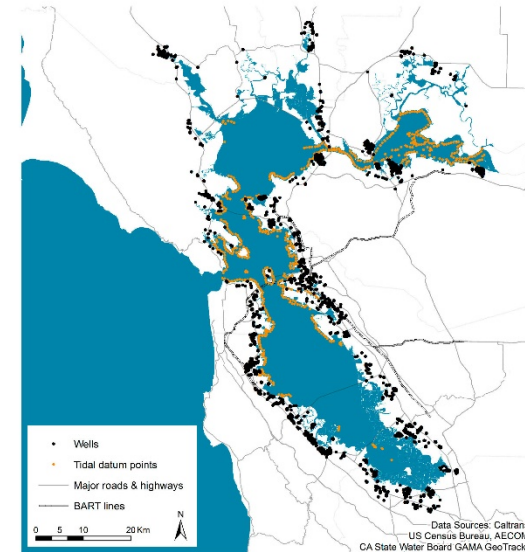 Wells
Tidal datum points
Major roads & highways
BART lines
0 5 10 20 Km
N
Data Sources: Caltran
US Census Bureau, AECO
CA State Water Board GAMA GeoTrack